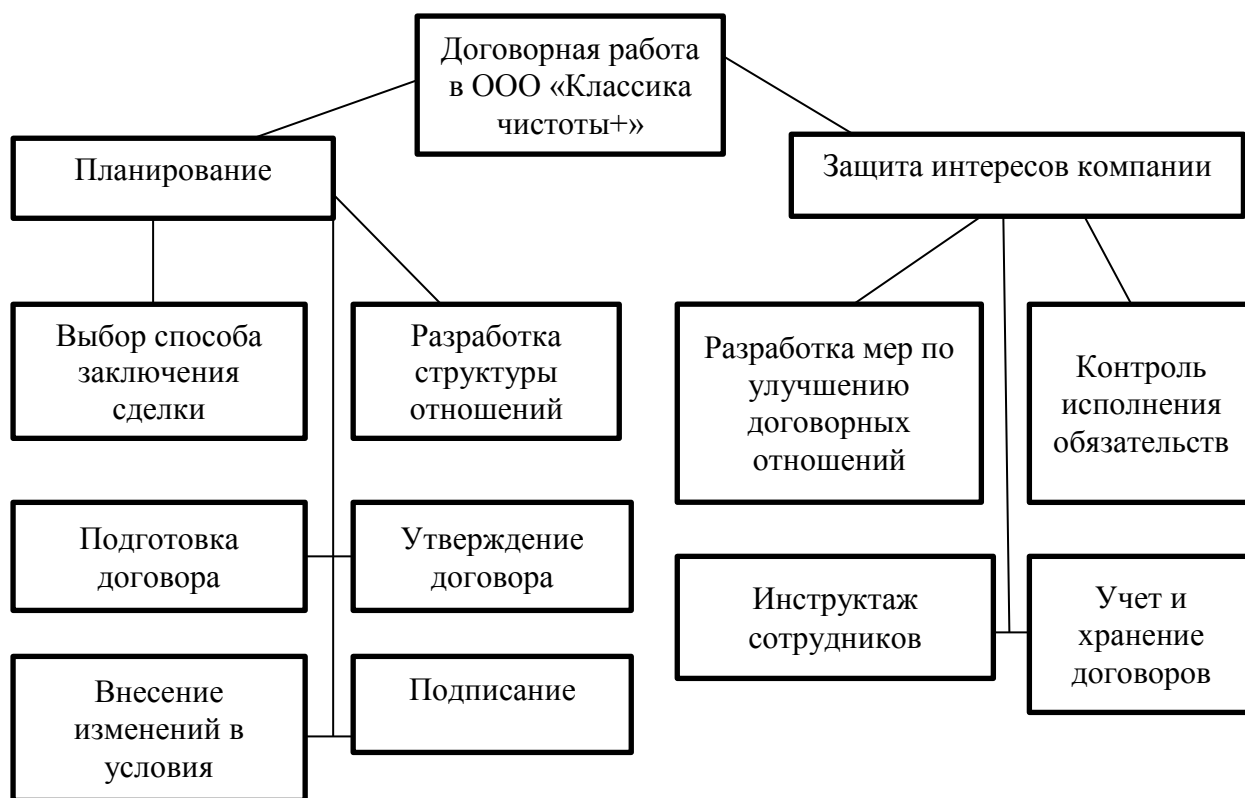 Договорная работа
в ООО «Классика
чистоты+»
Планирование
Защита интересов компании
Выбор способа
заключения
сделки
Разработка
структуры
отношений
Разработка мер по
улучшению
договорных
отношений
Контроль
исполнения
обязательств
Подготовка
договора
Утверждение
договора
Инструктаж
сотрудников
Учет и
хранение
договоров
Внесение
изменений в
условия
Подписание